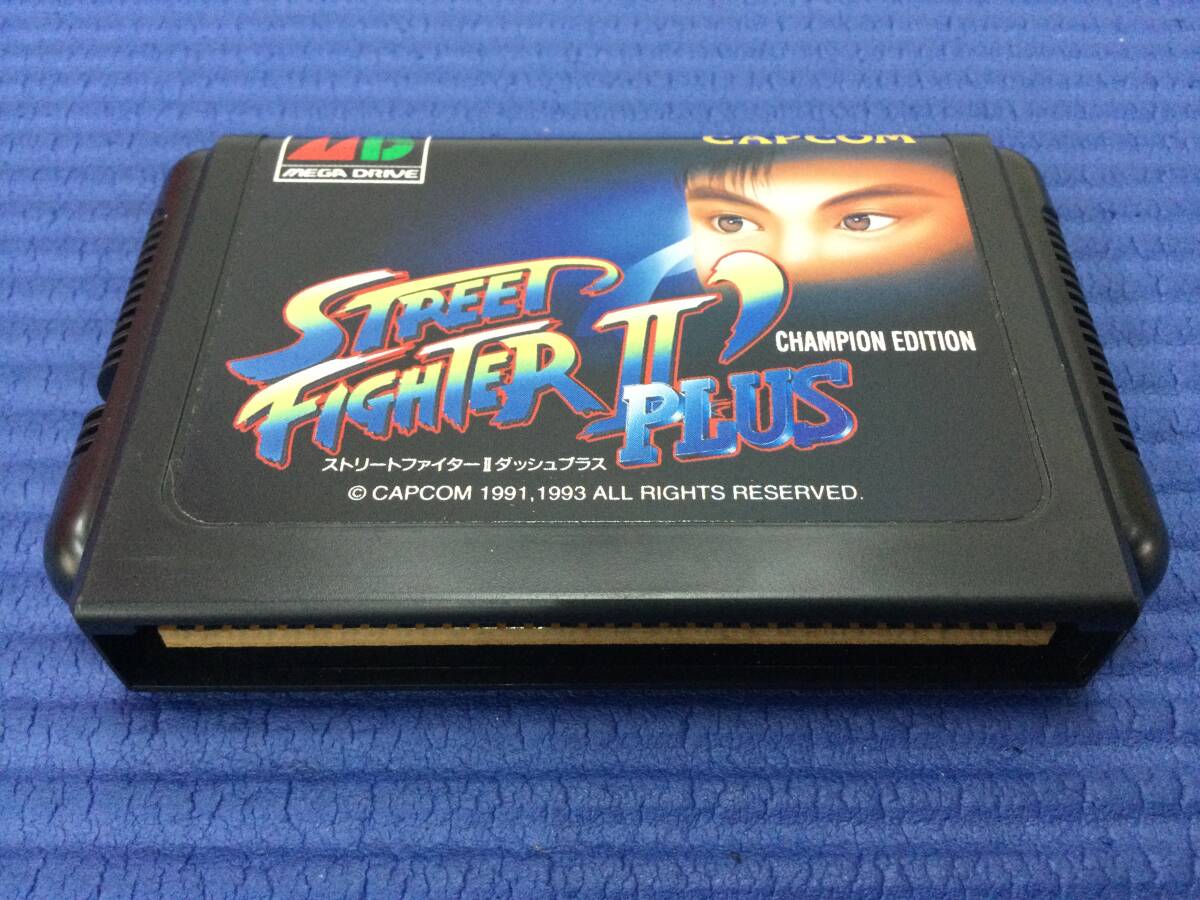 MD
MEGA DRIVE
CAPCOM
STREET
FIGHTER II'
CHAMPION EDITION
PLUS
ストリートファイターⅡダッシュプラス
© CAPCOM 1991,1993 ALL RIGHTS RESERVED.